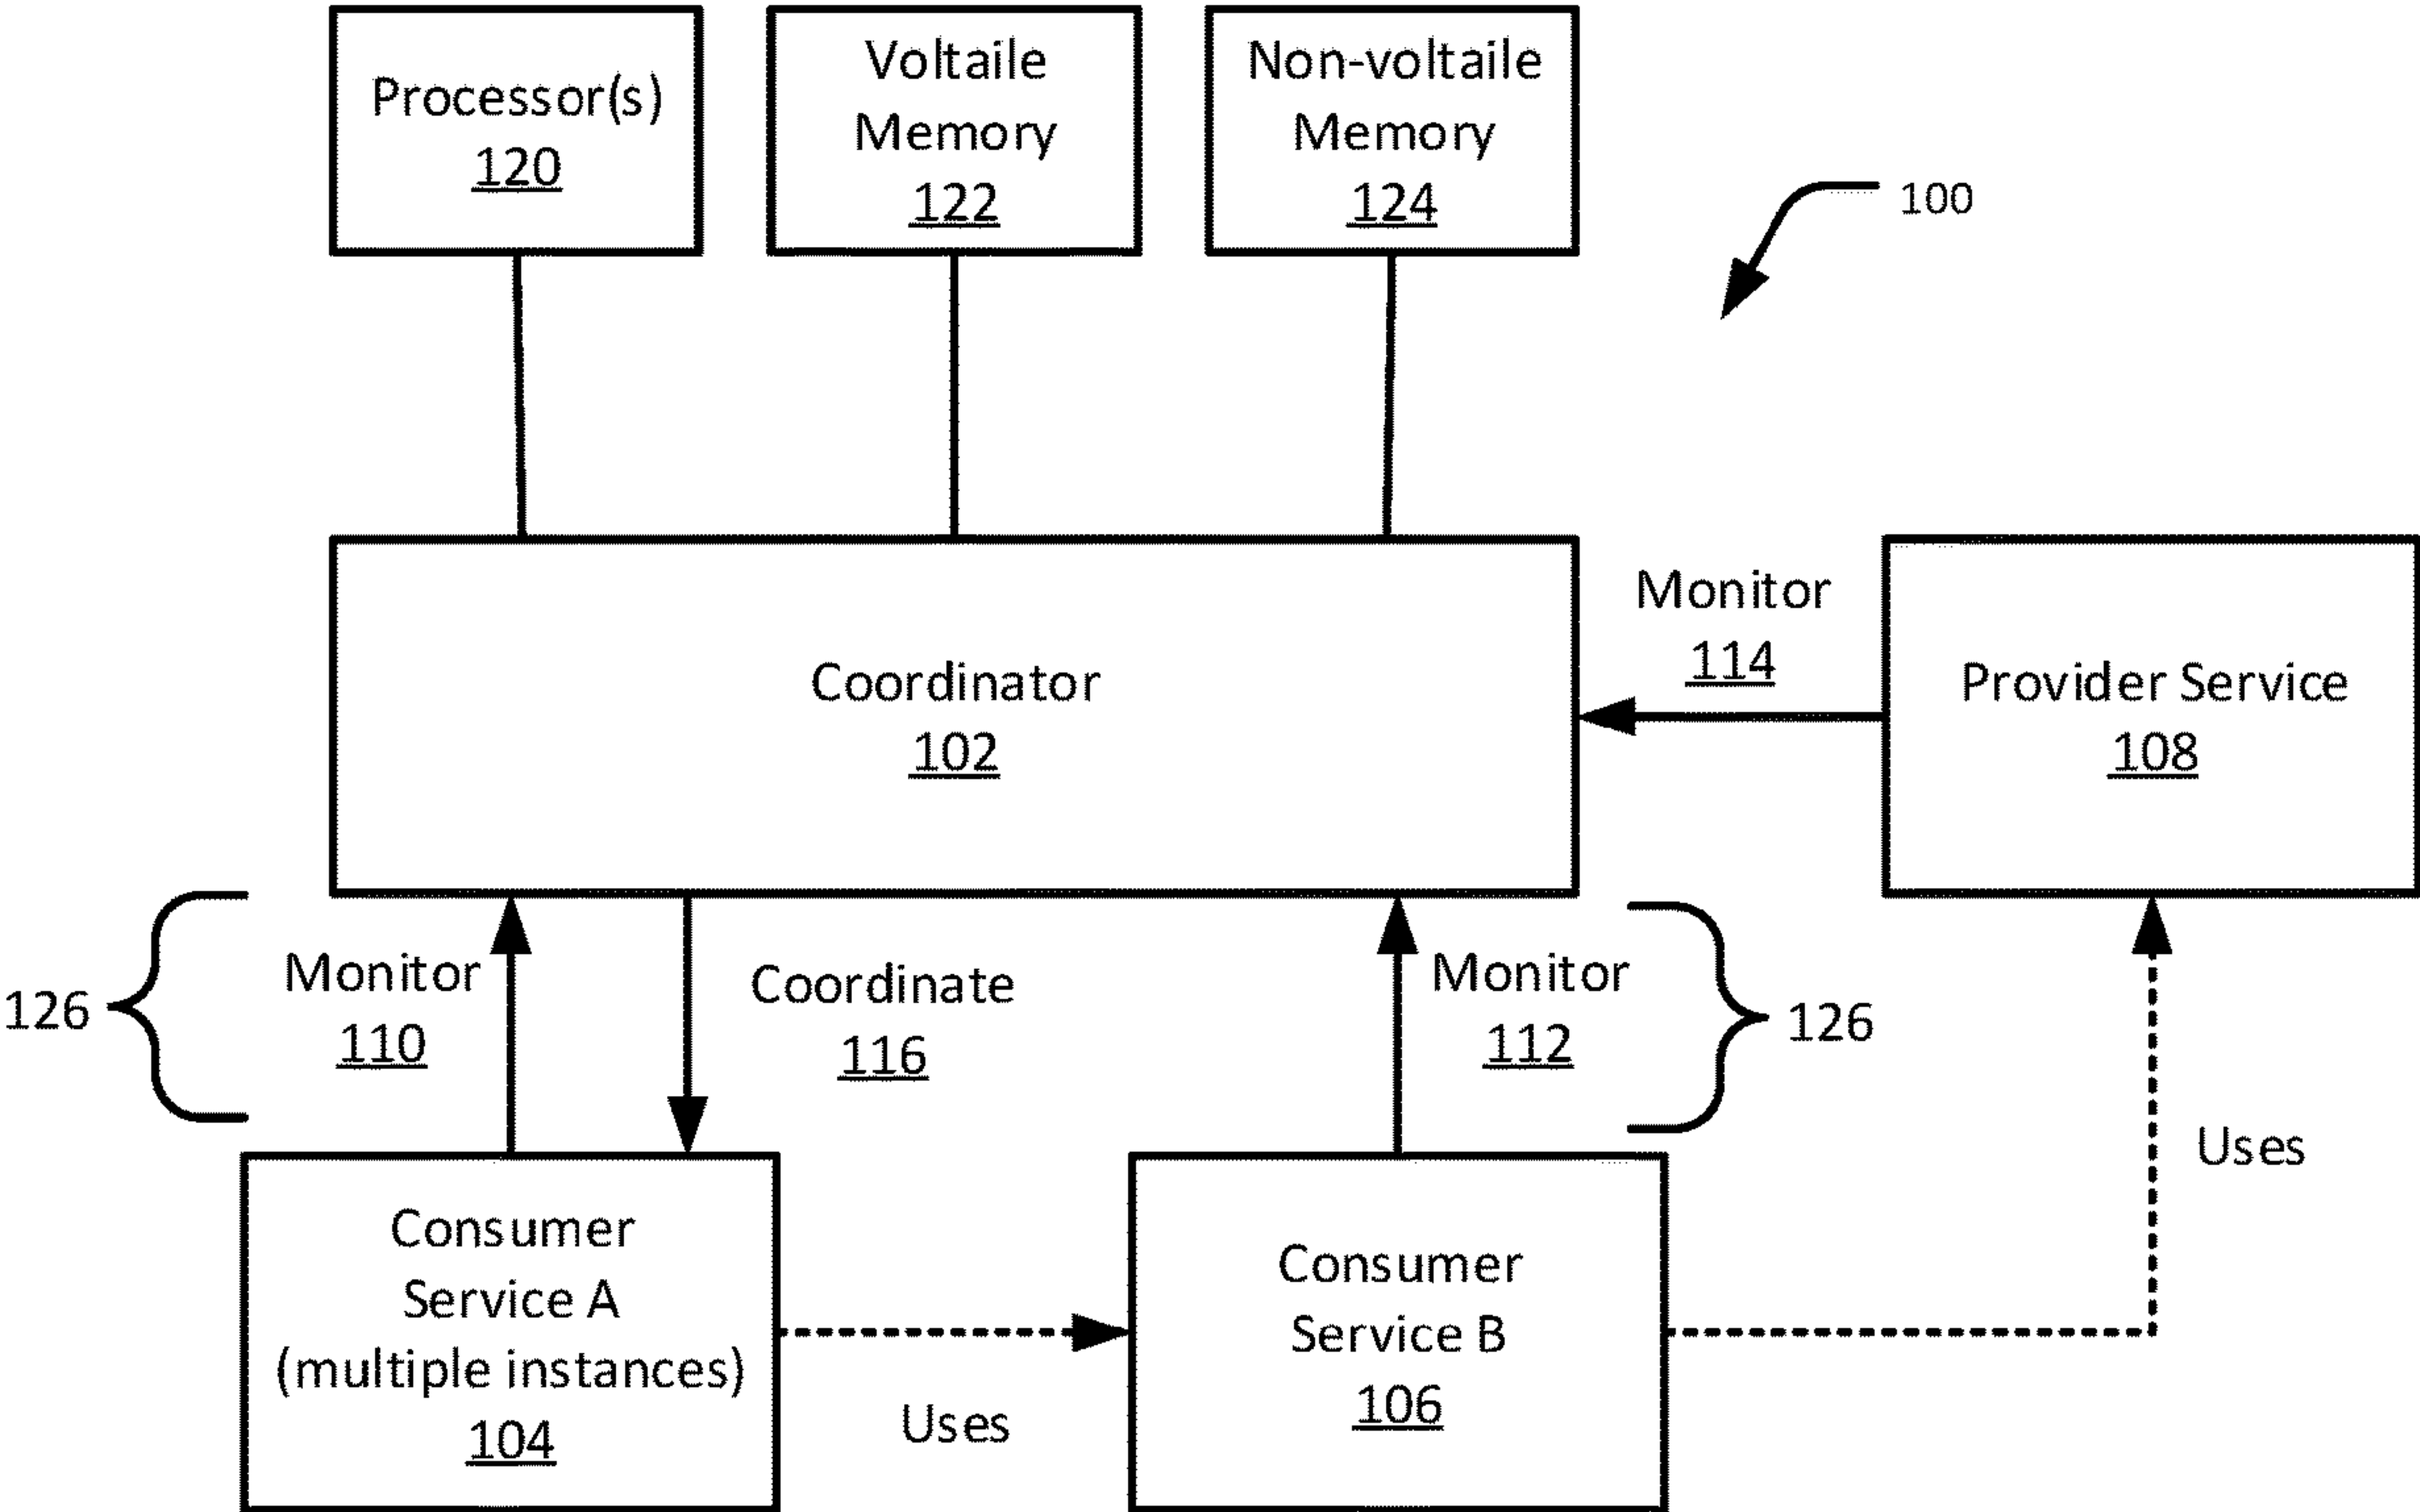 Processor(s)
120
Voltaile
Memory
122
Non-voltaile
Memory
124
100
Coordinator
102
Monitor
114
Provider Service
108
126
Monitor
110
Coordinate
116
Monitor
112
126
Uses
Consumer
Service A
(multiple instances)
104
Uses
Consumer
Service B
106